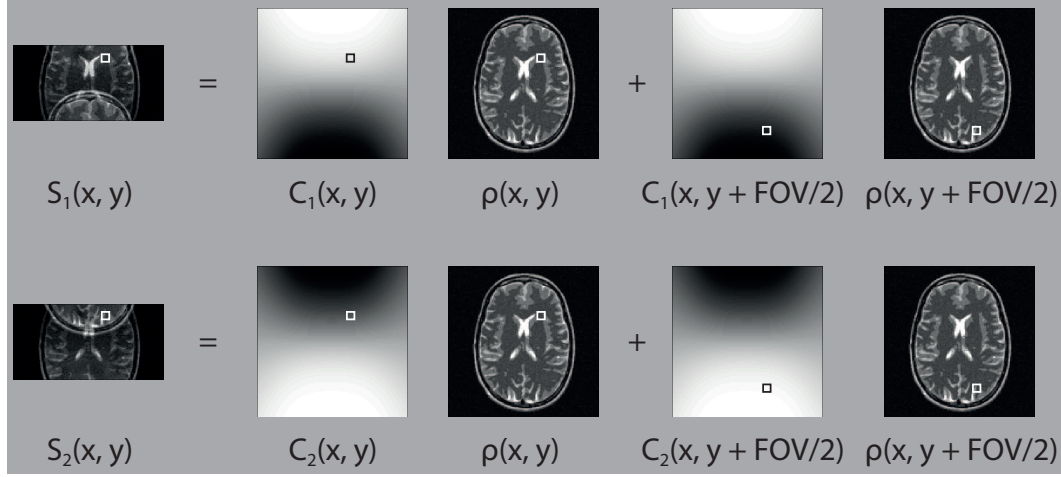 = +
S₁(x, y) C₁(x, y) ρ(x, y) C₁(x, y + FOV/2) ρ(x, y + FOV/2)
= +
S₂(x, y) C₂(x, y) ρ(x, y) C₂(x, y + FOV/2) ρ(x, y + FOV/2)